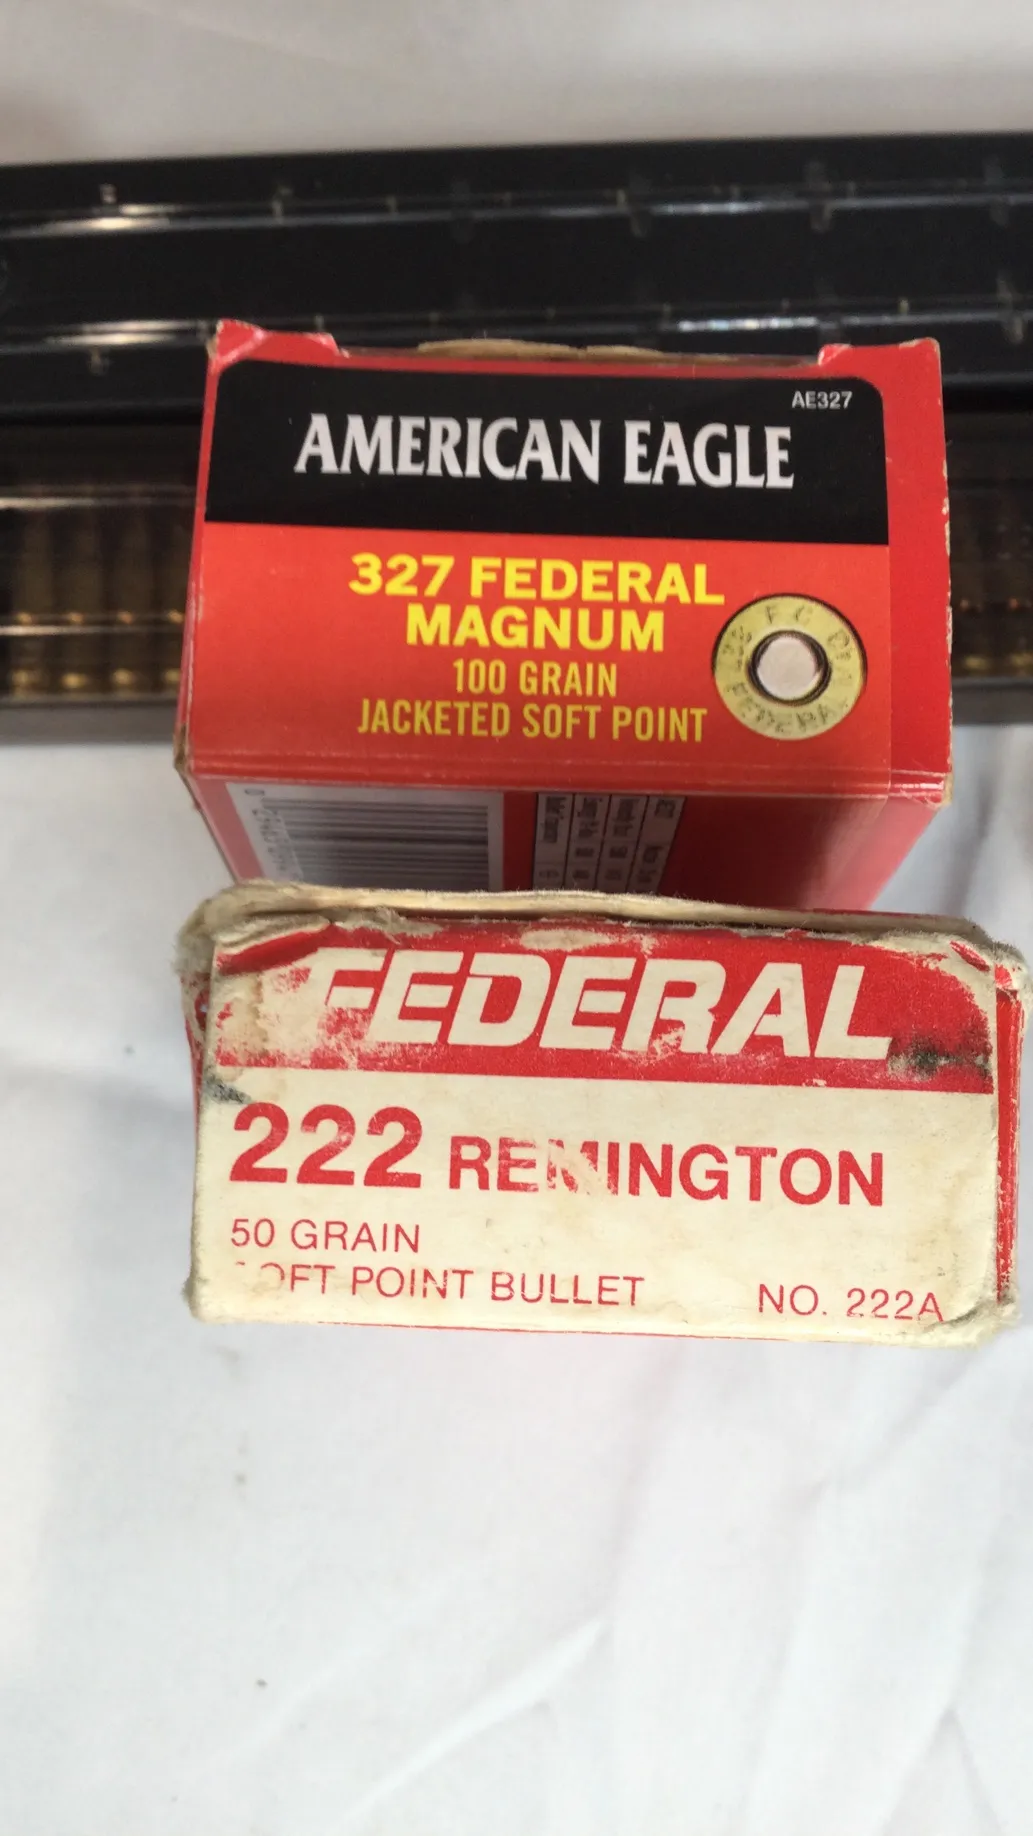 AE327
AMERICAN EAGLE
327 FEDERAL
MAGNUM
100 GRAIN
JACKETED SOFT POINT
FEDERAL
FEDERAL
222 REMINGTON
50 GRAIN
SOFT POINT BULLET
NO. 222A